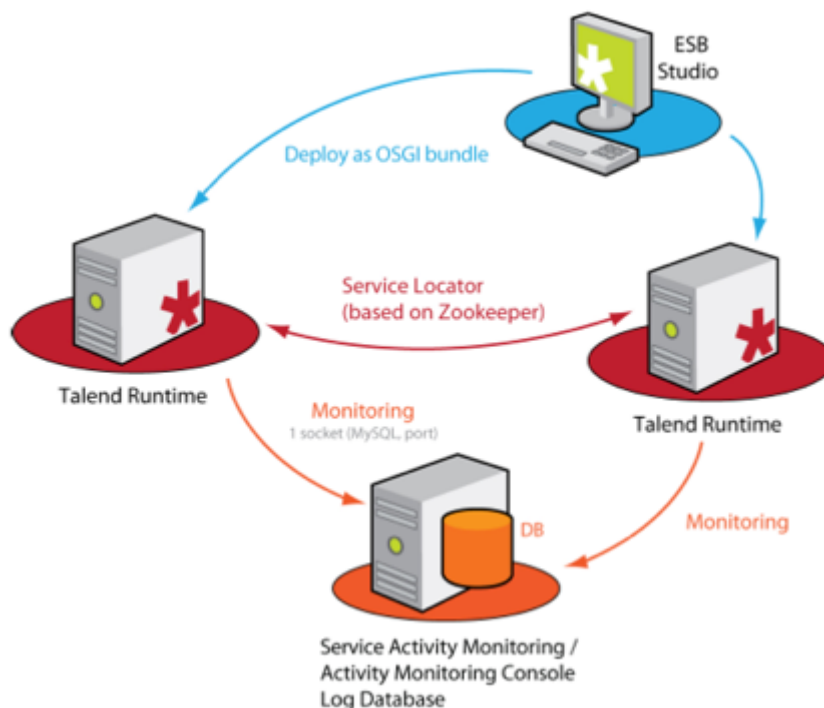 ESB
Studio
Deploy as OSGI bundle
Service Locator
(based on Zookeeper)
Talend Runtime
Talend Runtime
Monitoring
1 socket (MySQL, port)
DB
Monitoring
Service Activity Monitoring /
Activity Monitoring Console
Log Database